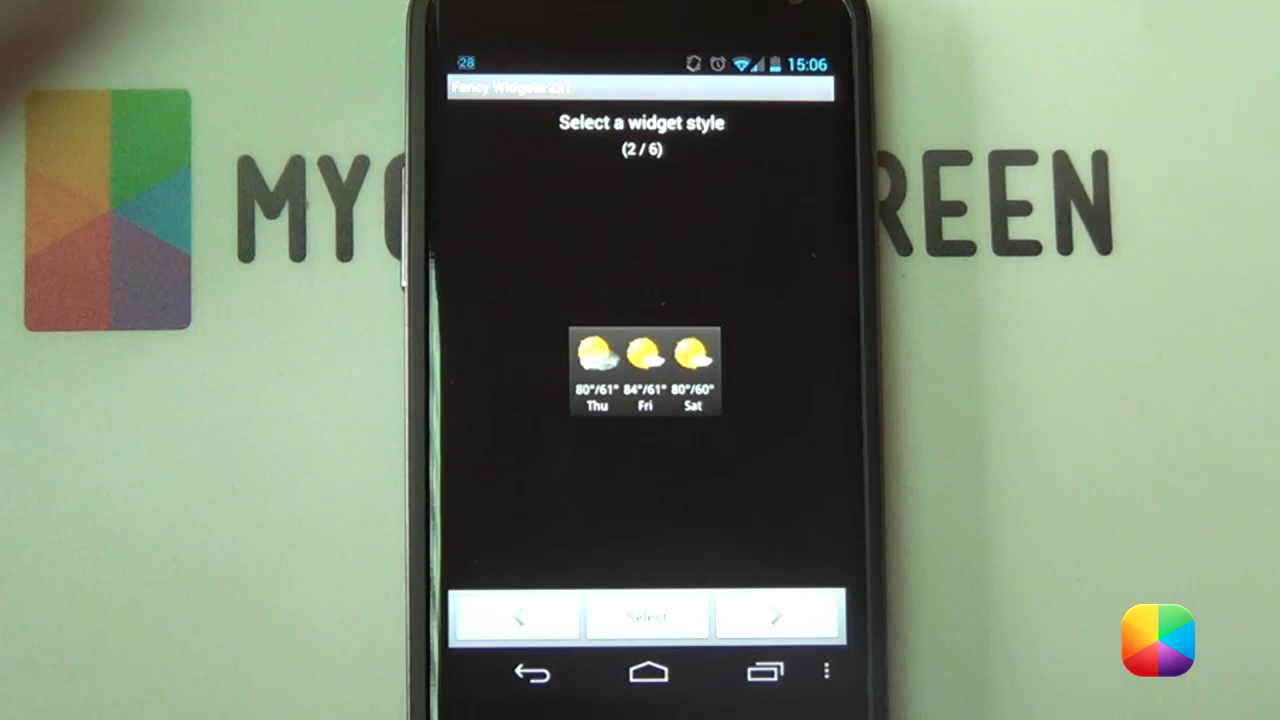 28
15:06
Fancy Widgets 2x1
Select a widget style
(2 / 6)
MYC REEN
80°/61° 84°/61° 80°/60°
Thu Fri Sat
< Select >